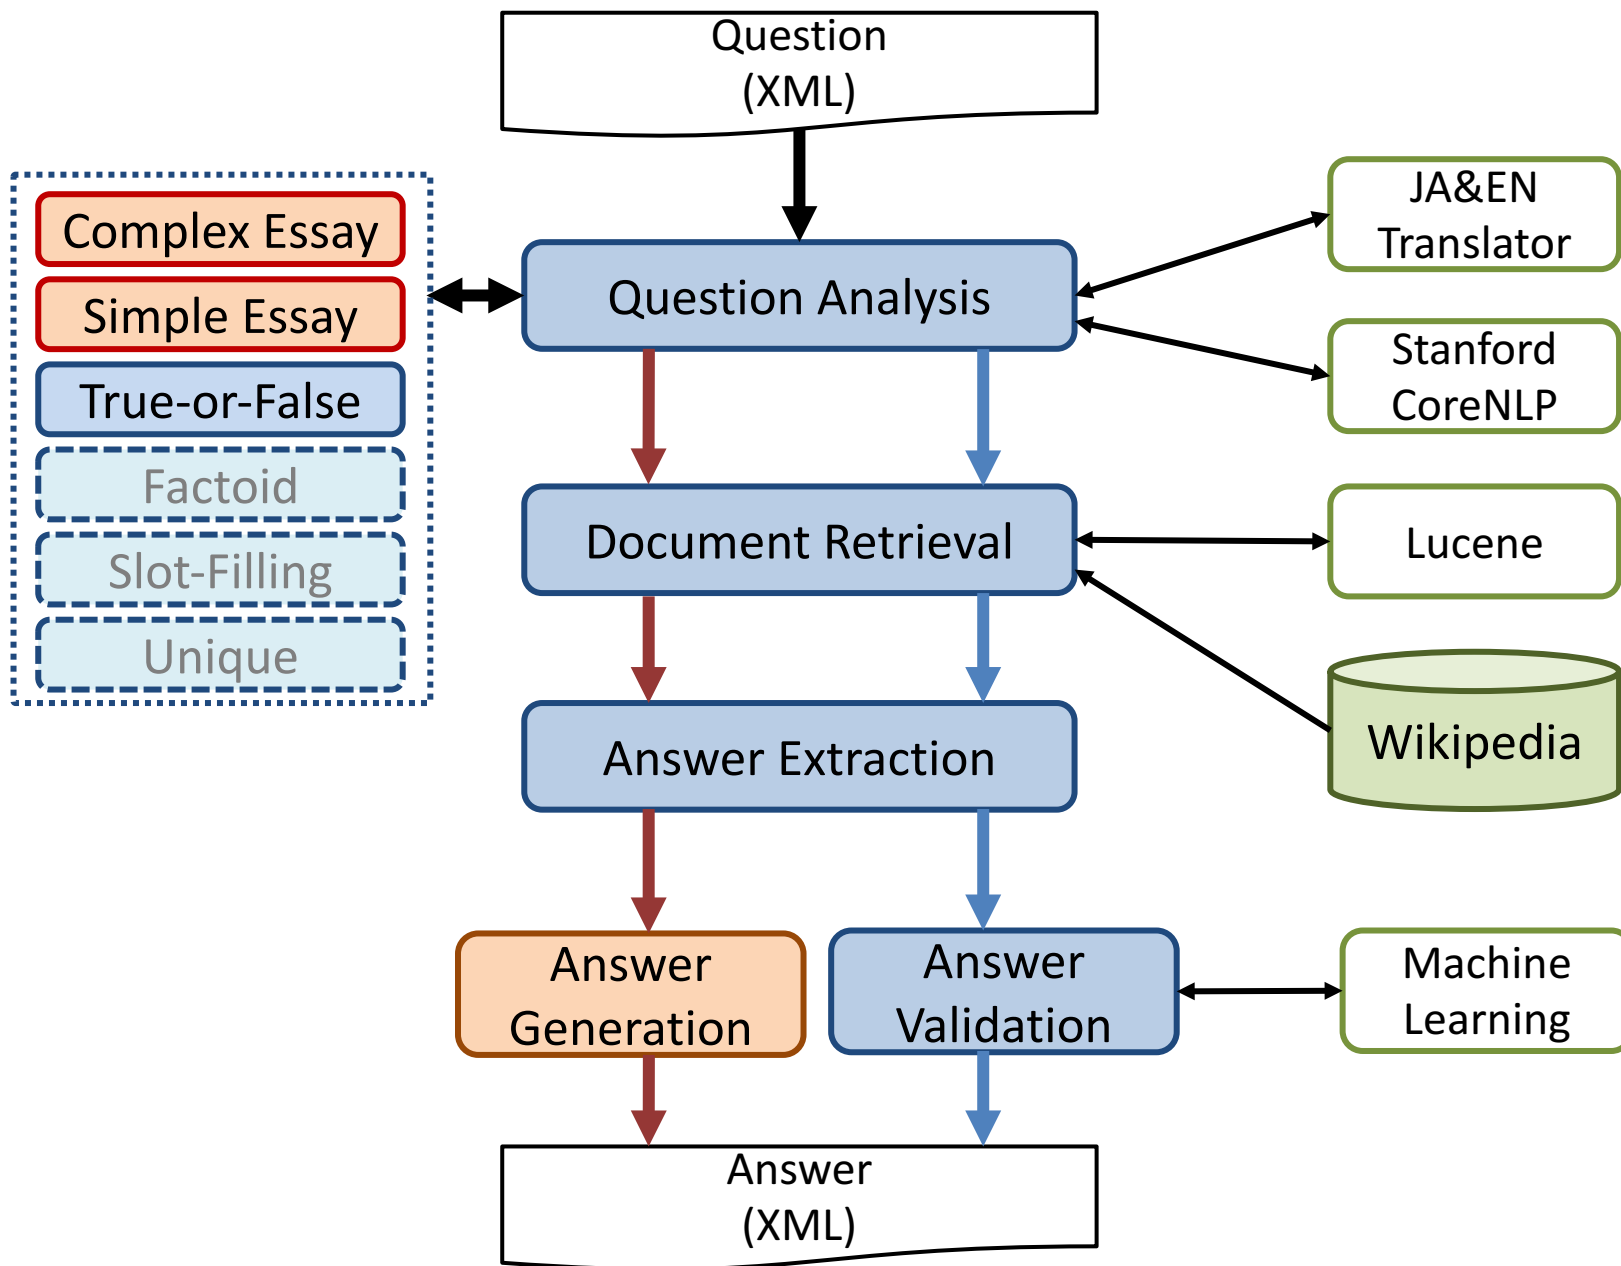 Question
(XML)
Complex Essay
Simple Essay
True-or-False
Factoid
Slot-Filling
Unique
Question Analysis
Document Retrieval
Answer Extraction
Answer
Generation
Answer
Validation
Answer
(XML)
JA&EN
Translator
Stanford
CoreNLP
Lucene
Wikipedia
Machine
Learning